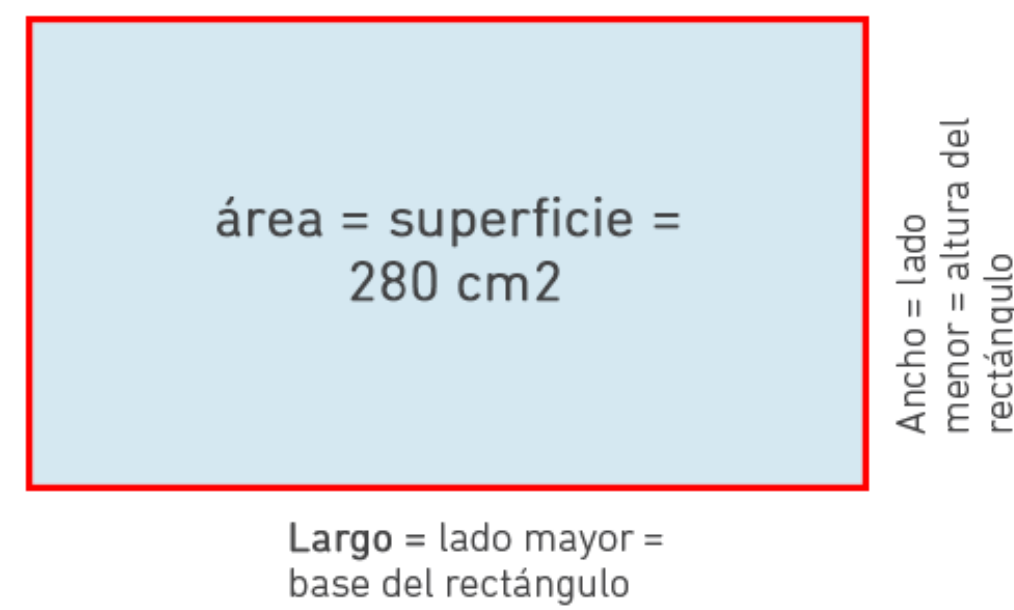 área = superficie =
280 cm2
Ancho = lado
menor = altura del
rectángulo
Largo = lado mayor =
base del rectángulo